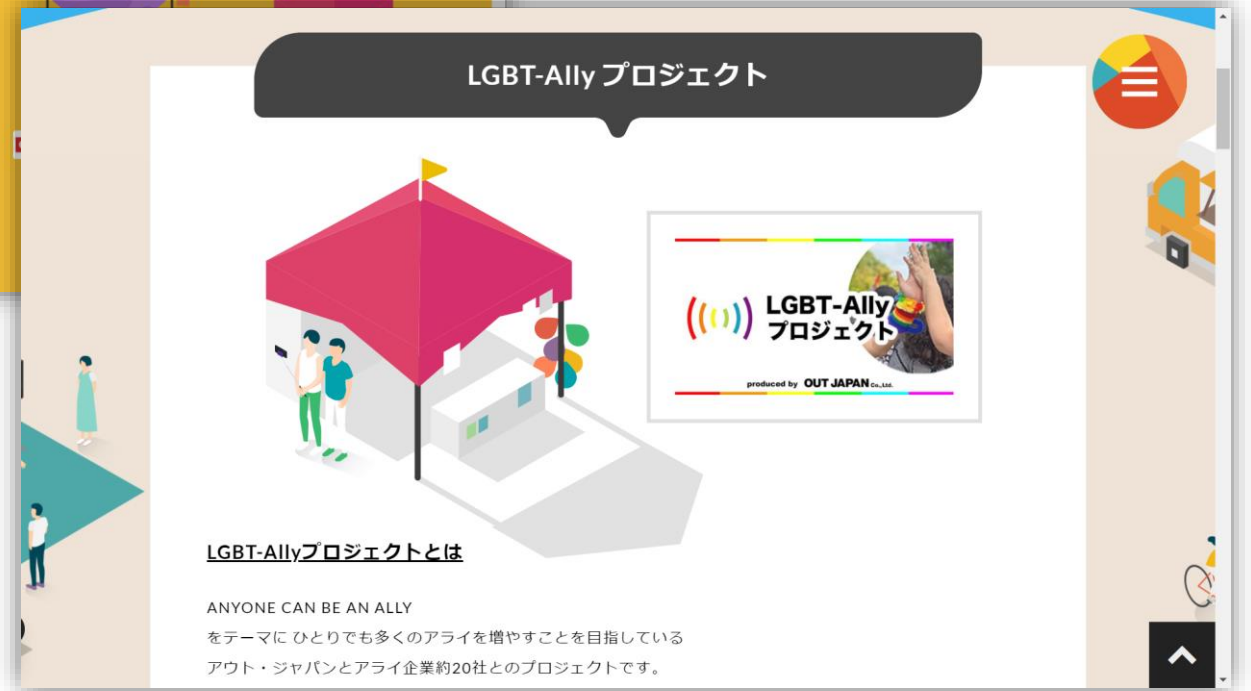 LGBT-Ally プロジェクト
LGBT-Ally
プロジェクト
produced by OUT JAPAN Co.,Ltd.
LGBT-Allyプロジェクトとは
ANYONE CAN BE AN ALLY
をテーマに ひとりでも多くのアライを増やすことを目指している
アウト・ジャパンとアライ企業約20社とのプロジェクトです。